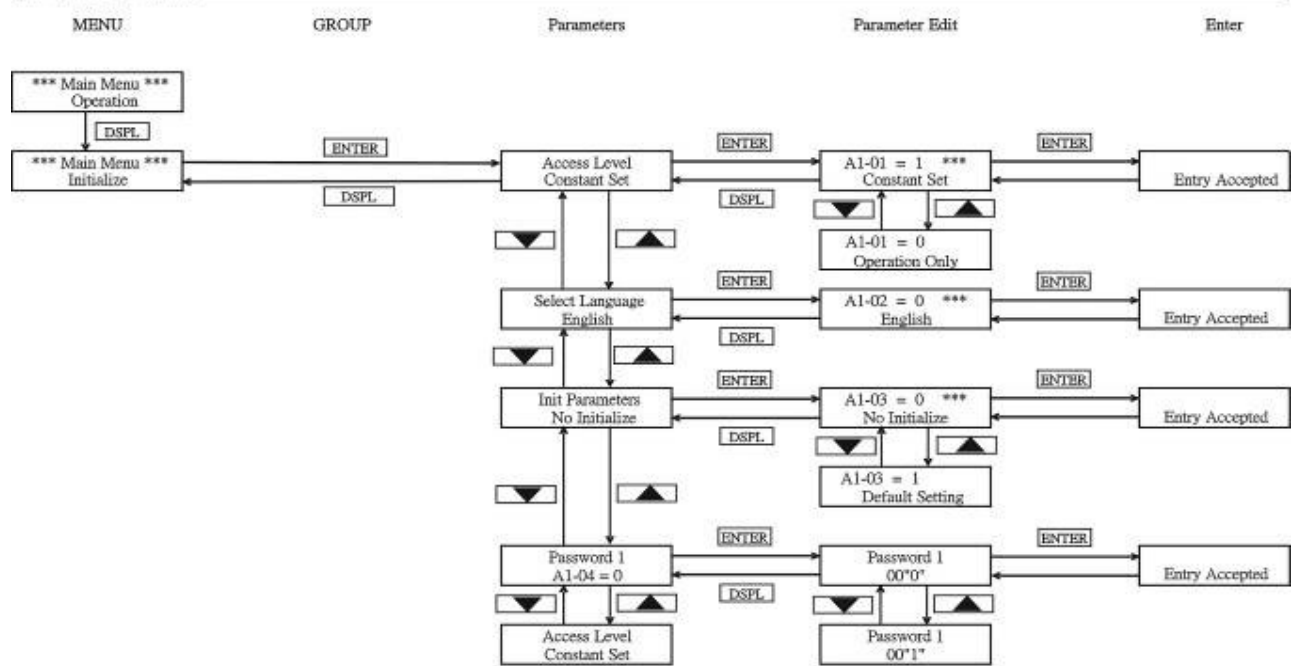 MENU GROUP Parameters Parameter Edit Enter
*** Main Menu ***
Operation
DSPL
*** Main Menu ***
Initialize
ENTER
DSPL
Access Level
Constant Set
ENTER
DSPL
A1-01 = 1 ***
Constant Set
ENTER
Entry Accepted
A1-01 = 0
Operation Only
Select Language
English
ENTER
DSPL
A1-02 = 0 ***
English
ENTER
Entry Accepted
Init Parameters
No Initialize
ENTER
DSPL
A1-03 = 0 ***
No Initialize
ENTER
Entry Accepted
A1-03 = 1
Default Setting
Password 1
A1-04 = 0
ENTER
DSPL
Password 1
00"0"
ENTER
Entry Accepted
Access Level
Constant Set
Password 1
00"1"